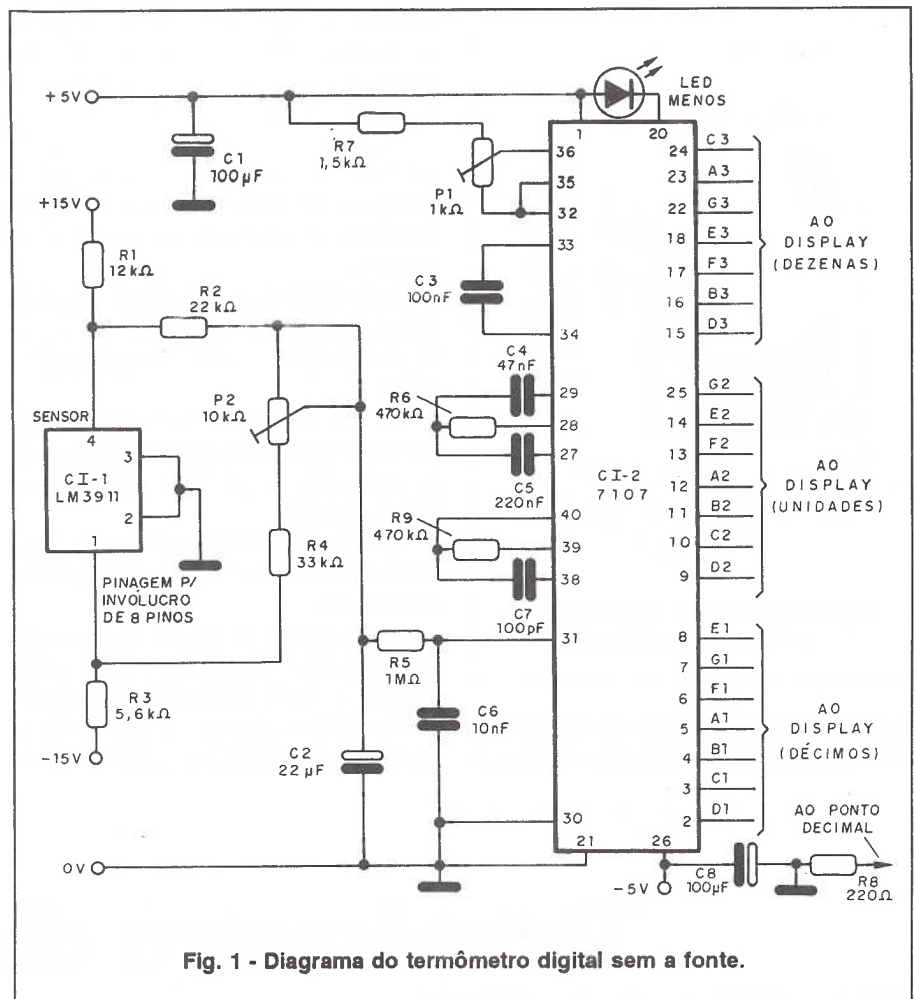 +5V
C1
100µF
R7
1,5kΩ
P1
1kΩ
LED
MENOS
1
20
36
35
32
33
34
29
28
27
40
39
38
31
30
21
26
CI-2
7107
+15V
R1
12kΩ
R2
22kΩ
P2
10kΩ
SENSOR
4
3
CI-1
LM3911
2
1
PINAGEM P/
INVÓLUCRO
DE 8 PINOS
R4
33kΩ
R3
5,6kΩ
-15V
C3
100nF
C4
47nF
R6
470kΩ
C5
220nF
R9
470kΩ
C7
100pF
R5
1MΩ
C6
10nF
C2
22µF
0V
24 C3
23 A3
22 G3
18 E3
17 F3
16 B3
15 D3
AO
DISPLAY
(DEZENAS)
25 G2
14 E2
13 F2
12 A2
11 B2
10 C2
9 D2
AO
DISPLAY
(UNIDADES)
8 E1
7 G1
6 F1
5 A1
4 B1
3 C1
2 D1
AO
DISPLAY
(DÉCIMOS)
AO PONTO
DECIMAL
-5V
C8
100µF
R8
220Ω
Fig. 1 - Diagrama do termômetro digital sem a fonte.